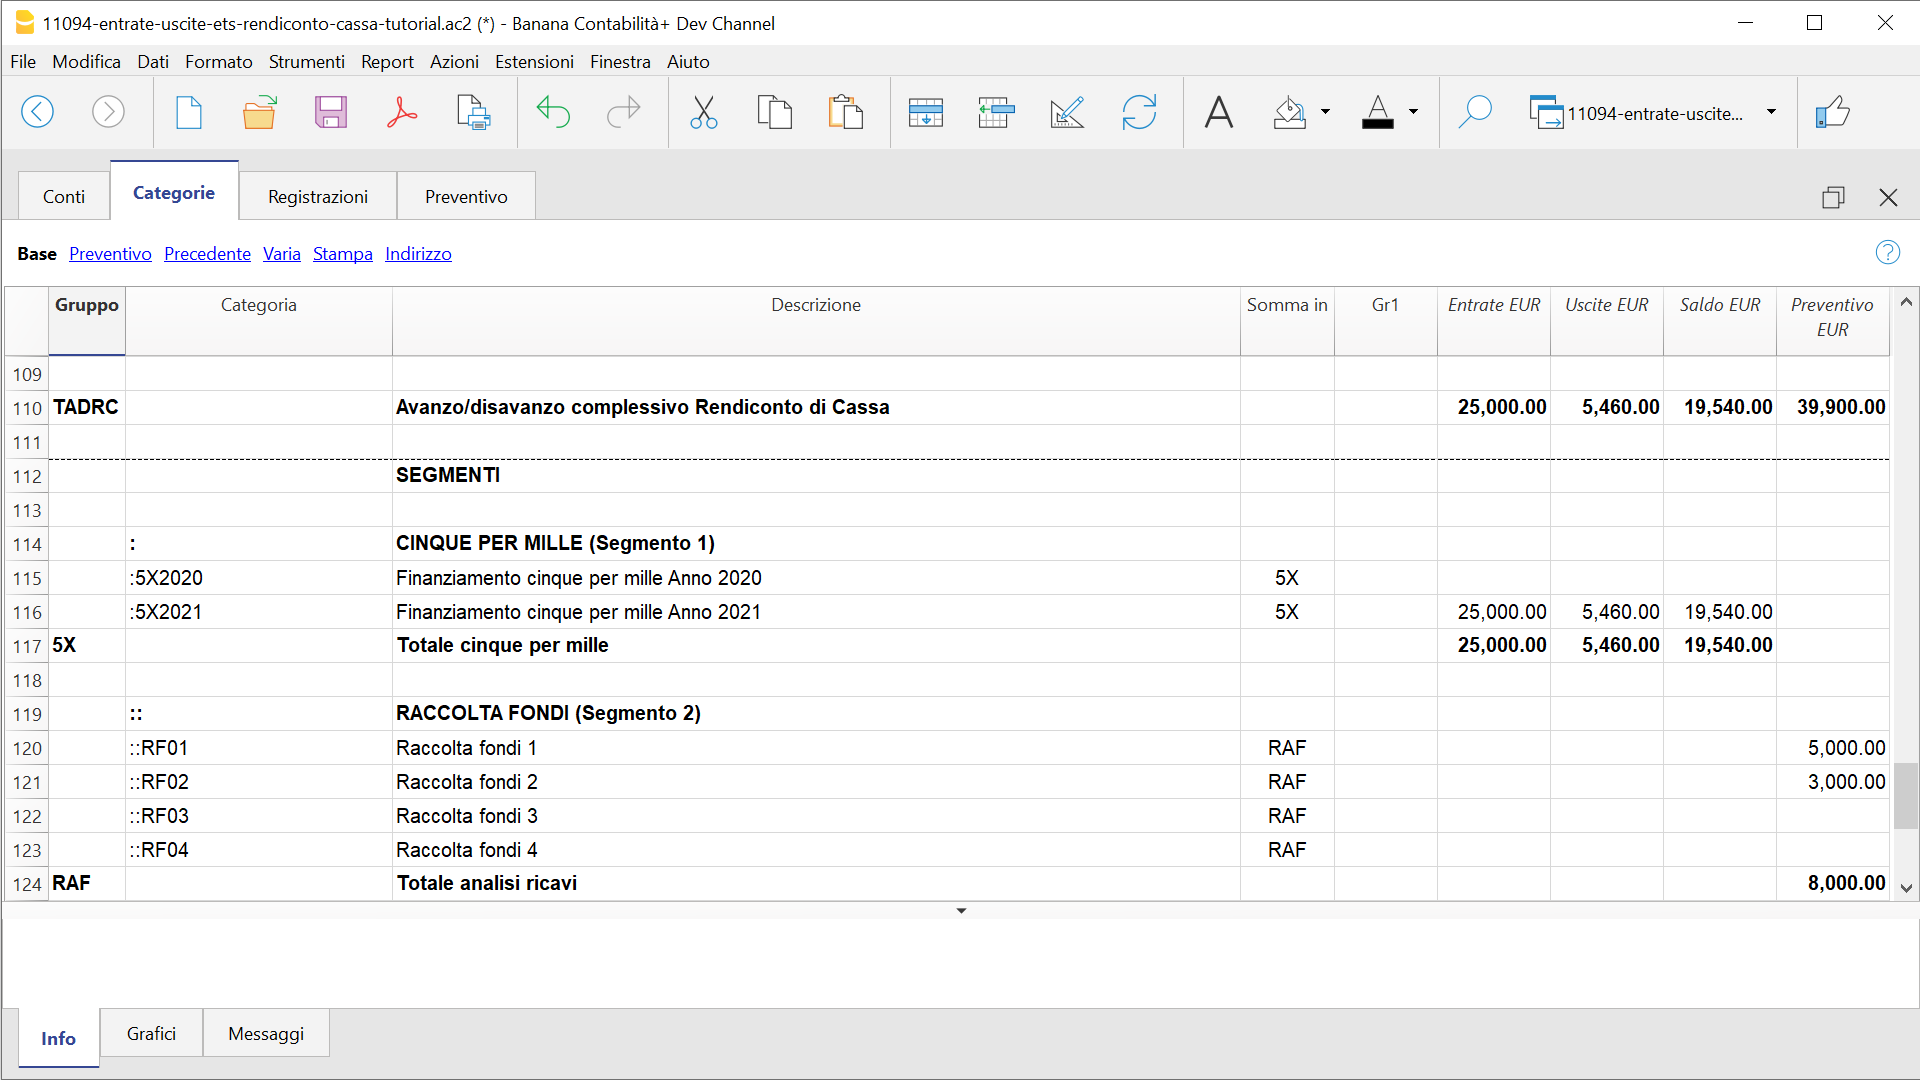 11094-entrate-uscite-ets-rendiconto-cassa-tutorial.ac2 (*) - Banana Contabilità+ Dev Channel
File Modifica Dati Formato Strumenti Report Azioni Estensioni Finestra Aiuto
11094-entrate-uscite...
Conti Categorie Registrazioni Preventivo
Base Preventivo Precedente Varia Stampa Indirizzo ?
Gruppo Categoria Descrizione Somma in Gr1 Entrate EUR Uscite EUR Saldo EUR Preventivo EUR
109
110 TADRC Avanzo/disavanzo complessivo Rendiconto di Cassa 25,000.00 5,460.00 19,540.00 39,900.00
111
112 SEGMENTI
113
114 : CINQUE PER MILLE (Segmento 1)
115 :5X2020 Finanziamento cinque per mille Anno 2020 5X
116 :5X2021 Finanziamento cinque per mille Anno 2021 5X 25,000.00 5,460.00 19,540.00
117 5X Totale cinque per mille 25,000.00 5,460.00 19,540.00
118
119 :: RACCOLTA FONDI (Segmento 2)
120 ::RF01 Raccolta fondi 1 RAF 5,000.00
121 ::RF02 Raccolta fondi 2 RAF 3,000.00
122 ::RF03 Raccolta fondi 3 RAF
123 ::RF04 Raccolta fondi 4 RAF
124 RAF Totale analisi ricavi 8,000.00
Info Grafici Messaggi